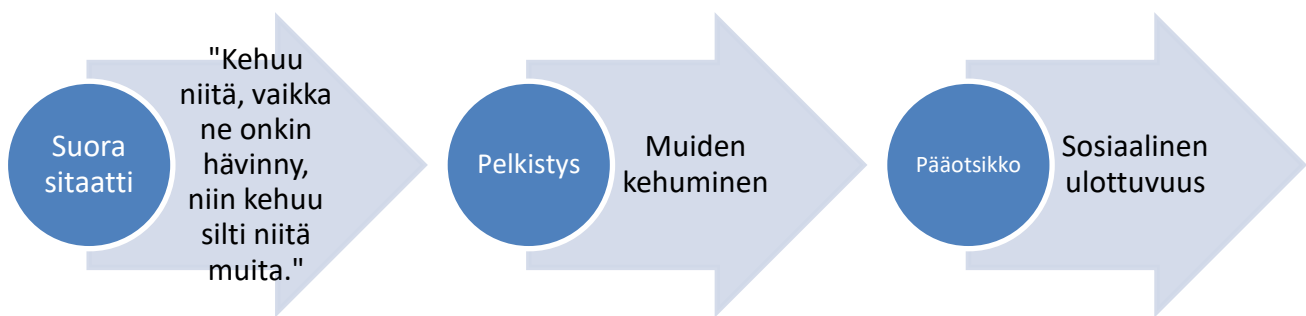 Suora
sitaatti
"Kehuu
niitä, vaikka
ne onkin
hävinny,
niin kehuu
silti niitä
muita."
Pelkistys
Muiden
kehuminen
Pääotsikko
Sosiaalinen
ulottuvuus